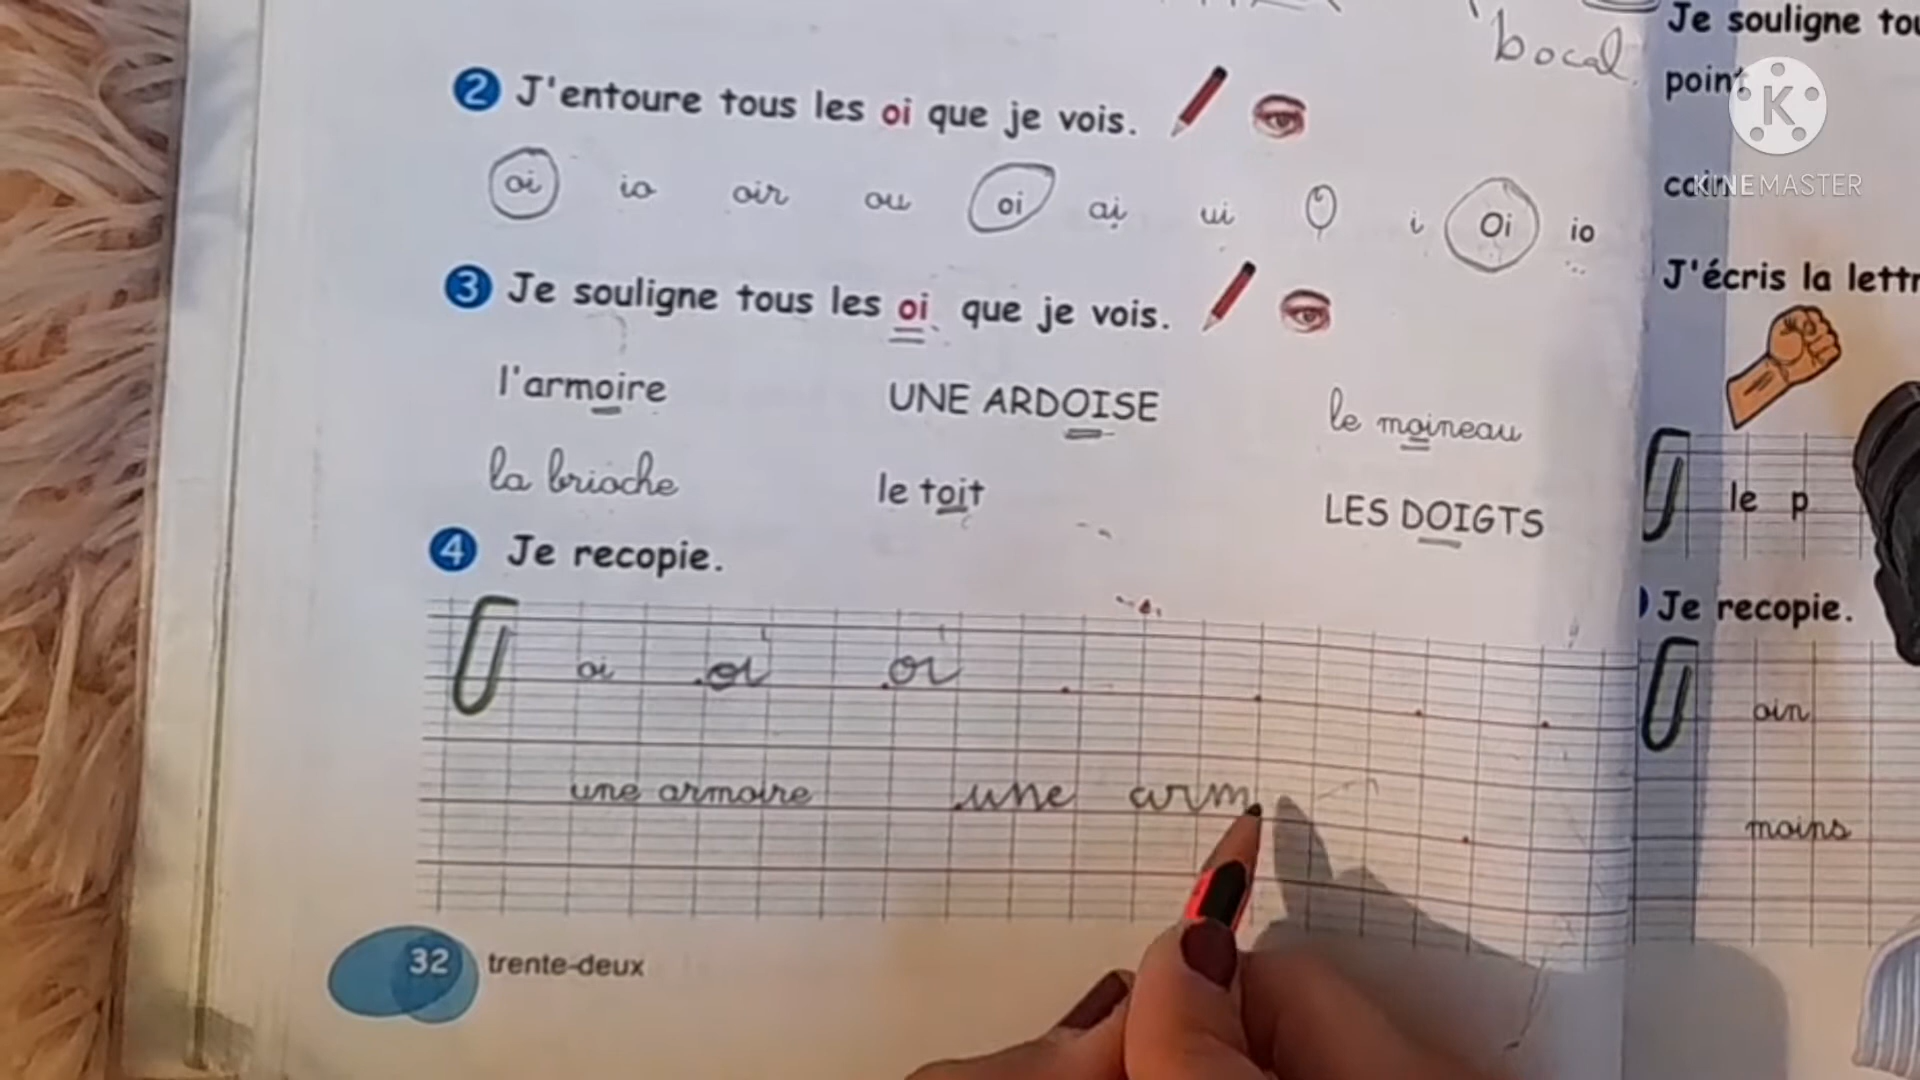 bocal
2 J'entoure tous les oi que je vois.
oi io oir ou oi ai ui O i Oi io
3 Je souligne tous les oi que je vois.
l'armoire UNE ARDOISE le moineau
la brioche le toit LES DOIGTS
4 Je recopie.
oi oi oi
une armoire une arm
32 trente-deux
Je souligne
point
K
KINEMASTER
J'écris la
le p
Je recopie.
oin
moins